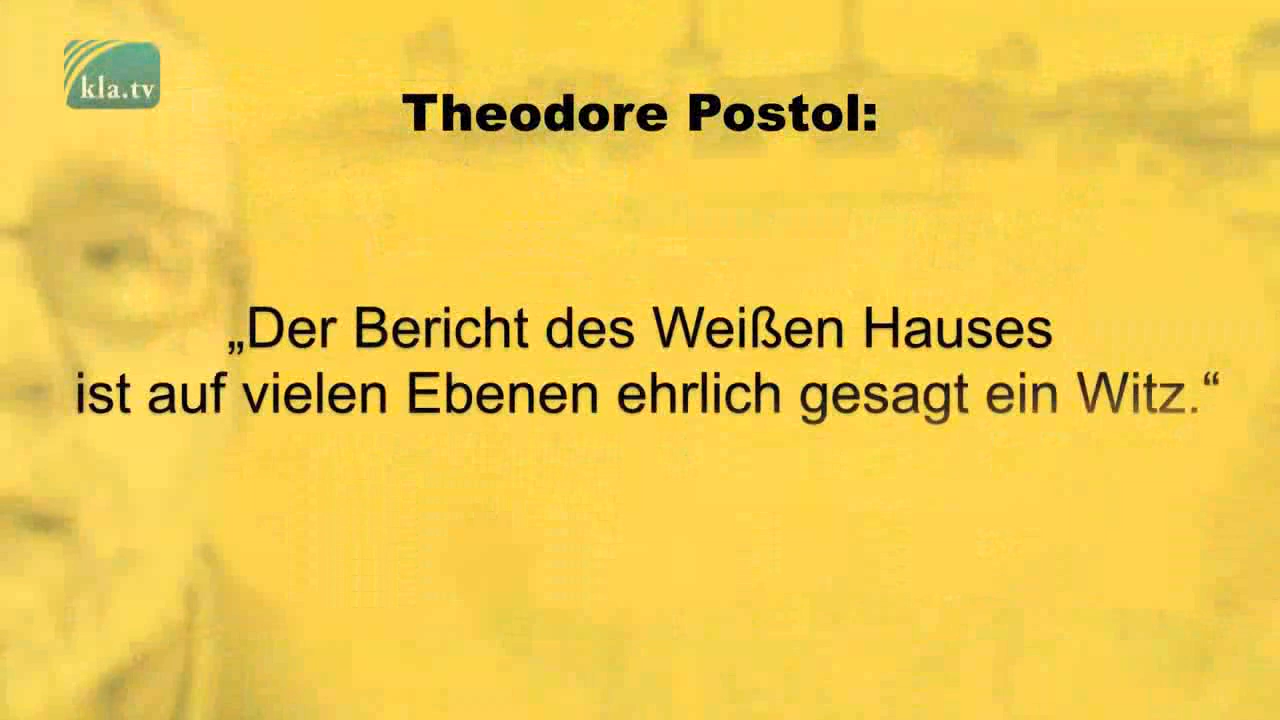 kla.tv
Theodore Postol:
„Der Bericht des Weißen Hauses
ist auf vielen Ebenen ehrlich gesagt ein Witz.“